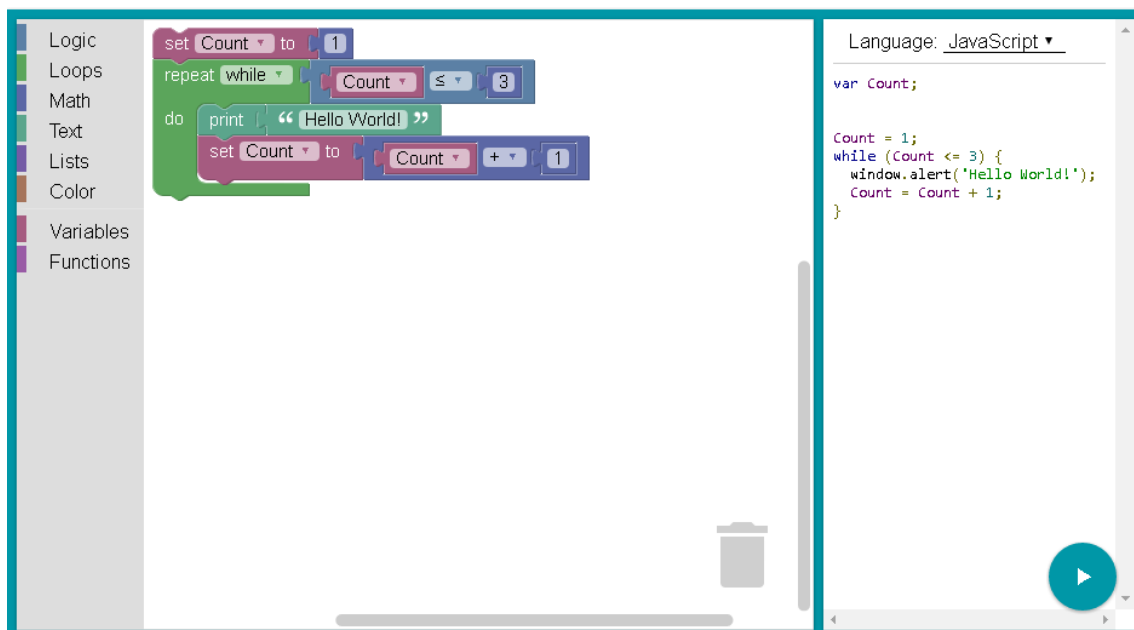 Logic
Loops
Math
Text
Lists
Color
Variables
Functions
set Count to 1
repeat while Count ≤ 3
do print “ Hello World! ”
set Count to Count + 1
Language: JavaScript
var Count;
Count = 1;
while (Count <= 3) {
window.alert('Hello World!');
Count = Count + 1;
}